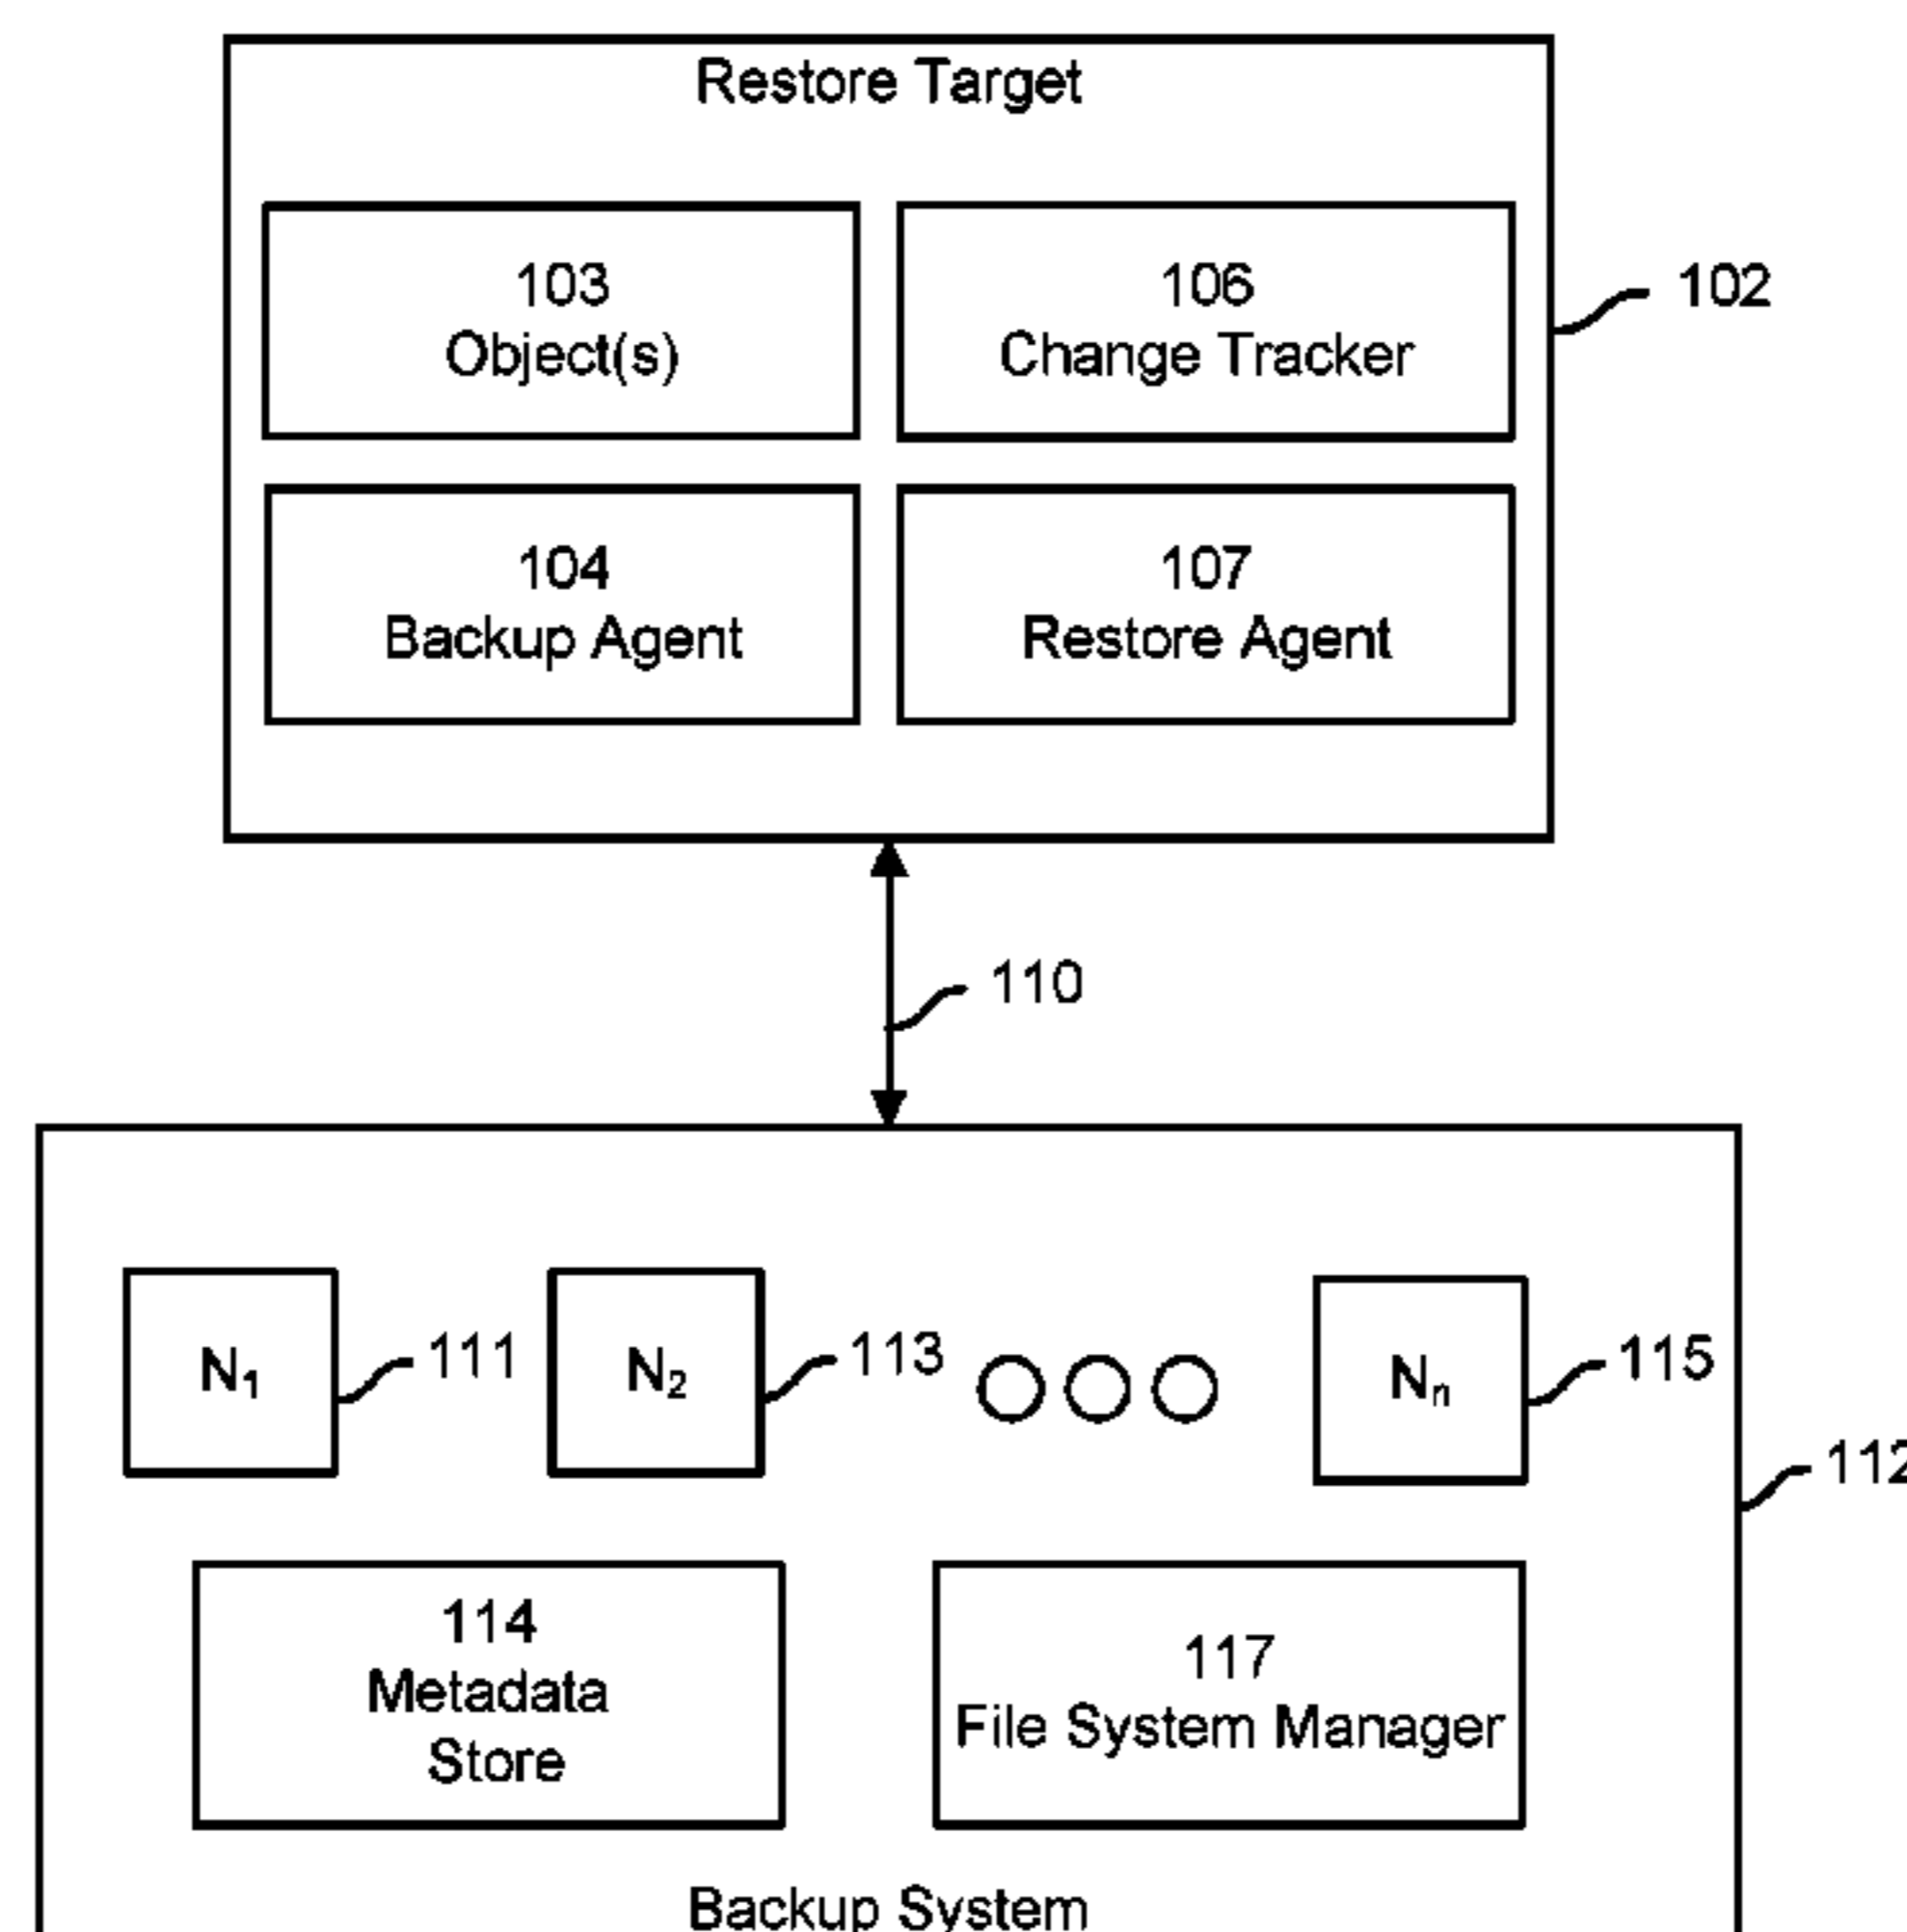 Restore Target
103
Object(s)
106
Change Tracker
102
104
Backup Agent
107
Restore Agent
110
N₁
111
N₂
113
Nₙ
115
112
114
Metadata
Store
117
File System Manager
Backup System